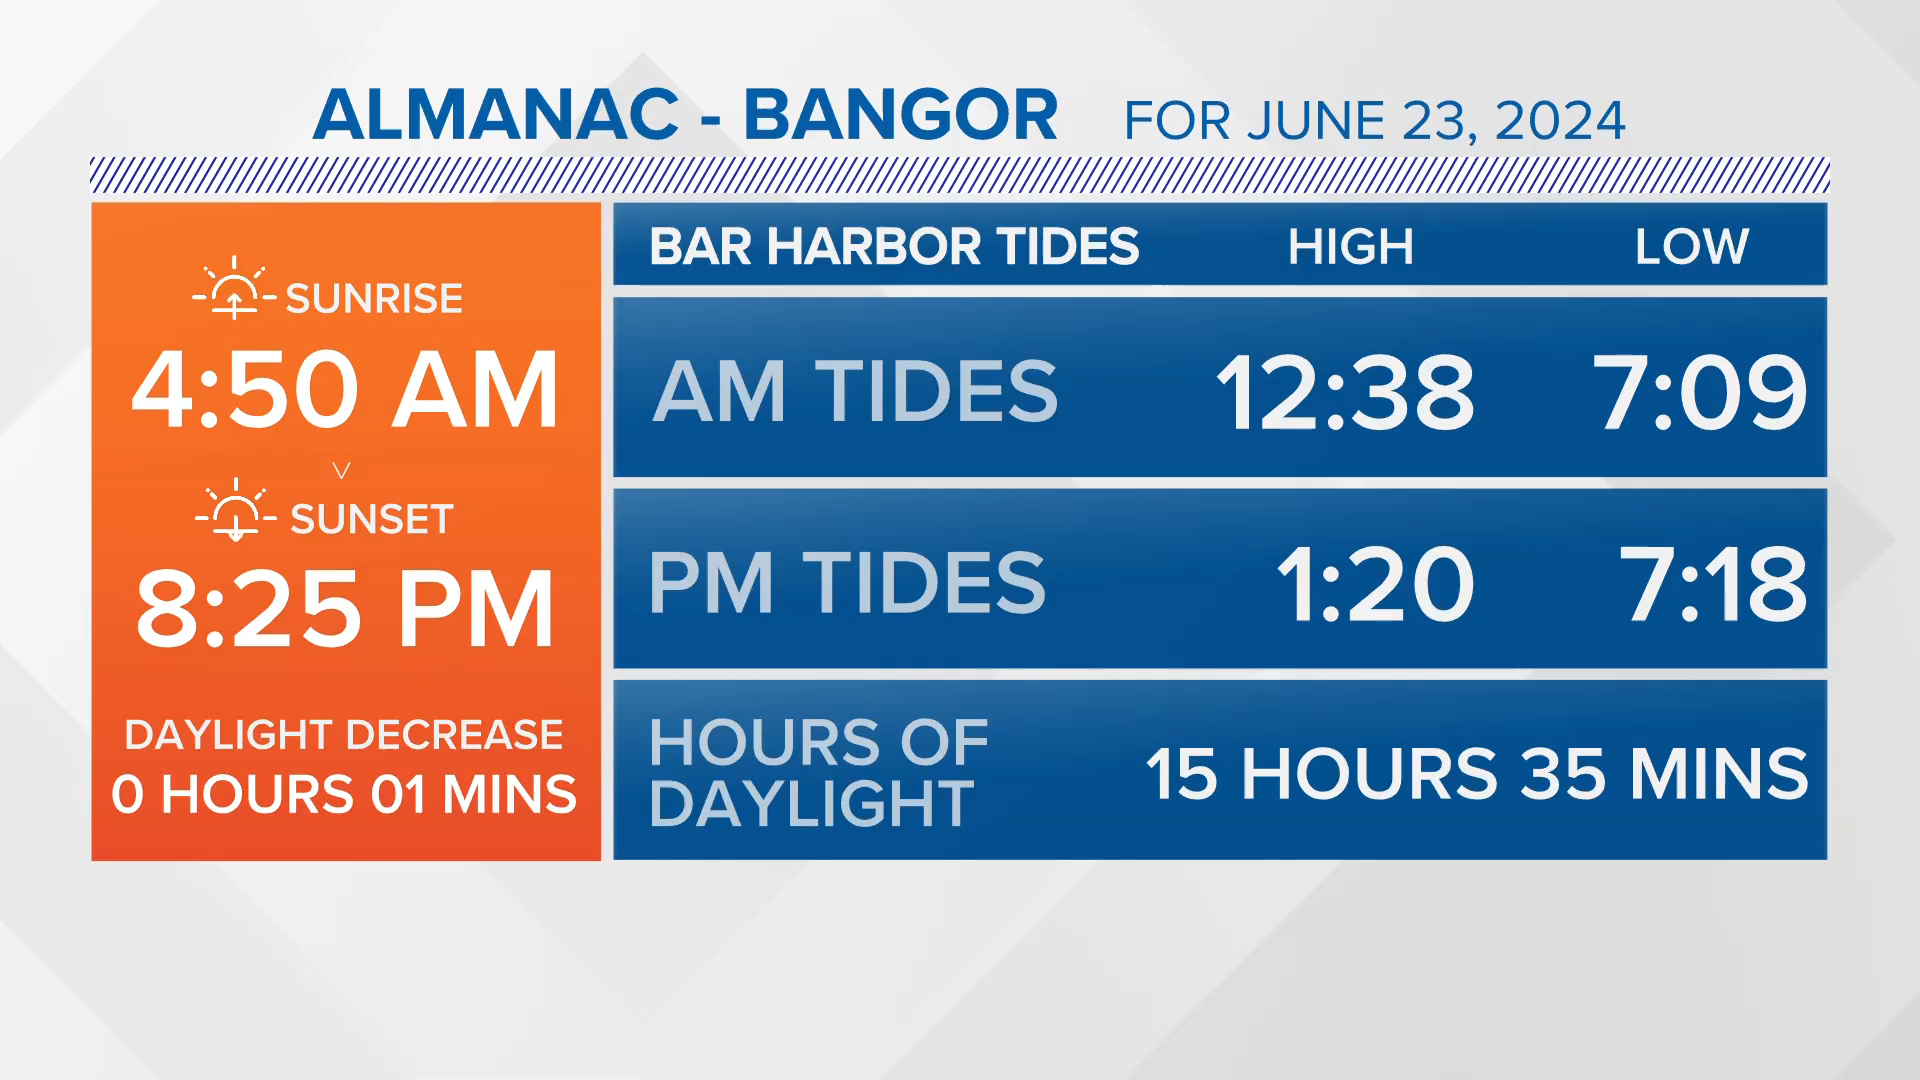 ALMANAC - BANGOR FOR JUNE 23, 2024
SUNRISE
4:50 AM
SUNSET
8:25 PM
DAYLIGHT DECREASE
0 HOURS 01 MINS
BAR HARBOR TIDES HIGH LOW
AM TIDES 12:38 7:09
PM TIDES 1:20 7:18
HOURS OF
DAYLIGHT
15 HOURS 35 MINS